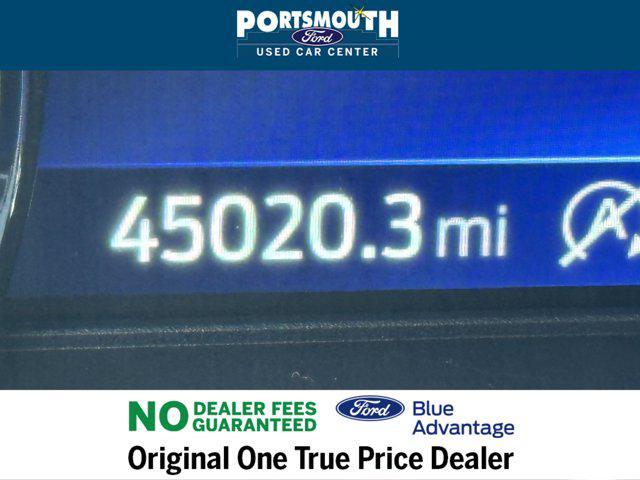 PORTSMOUTH
Ford
USED CAR CENTER
45020.3 mi
A
NO DEALER FEES GUARANTEED
Ford Blue Advantage
Original One True Price Dealer